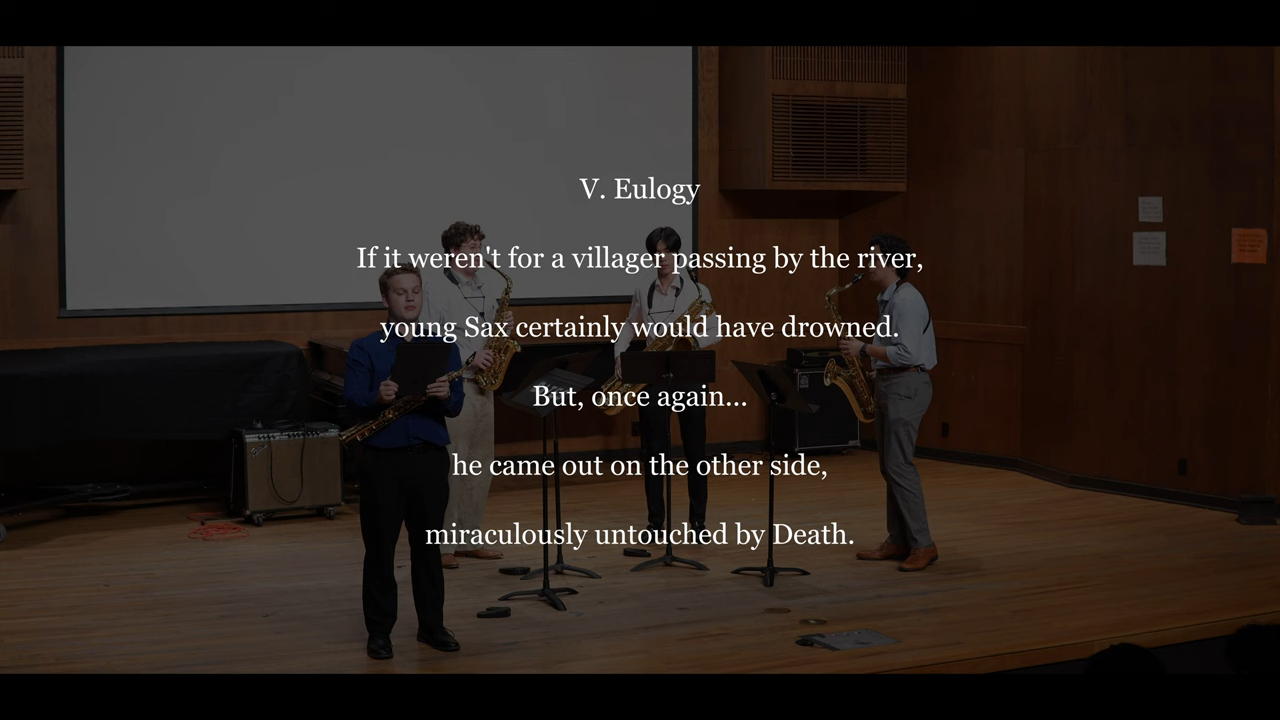 V. Eulogy
If it weren't for a villager passing by the river,
young Sax certainly would have drowned.
But, once again...
he came out on the other side,
miraculously untouched by Death.